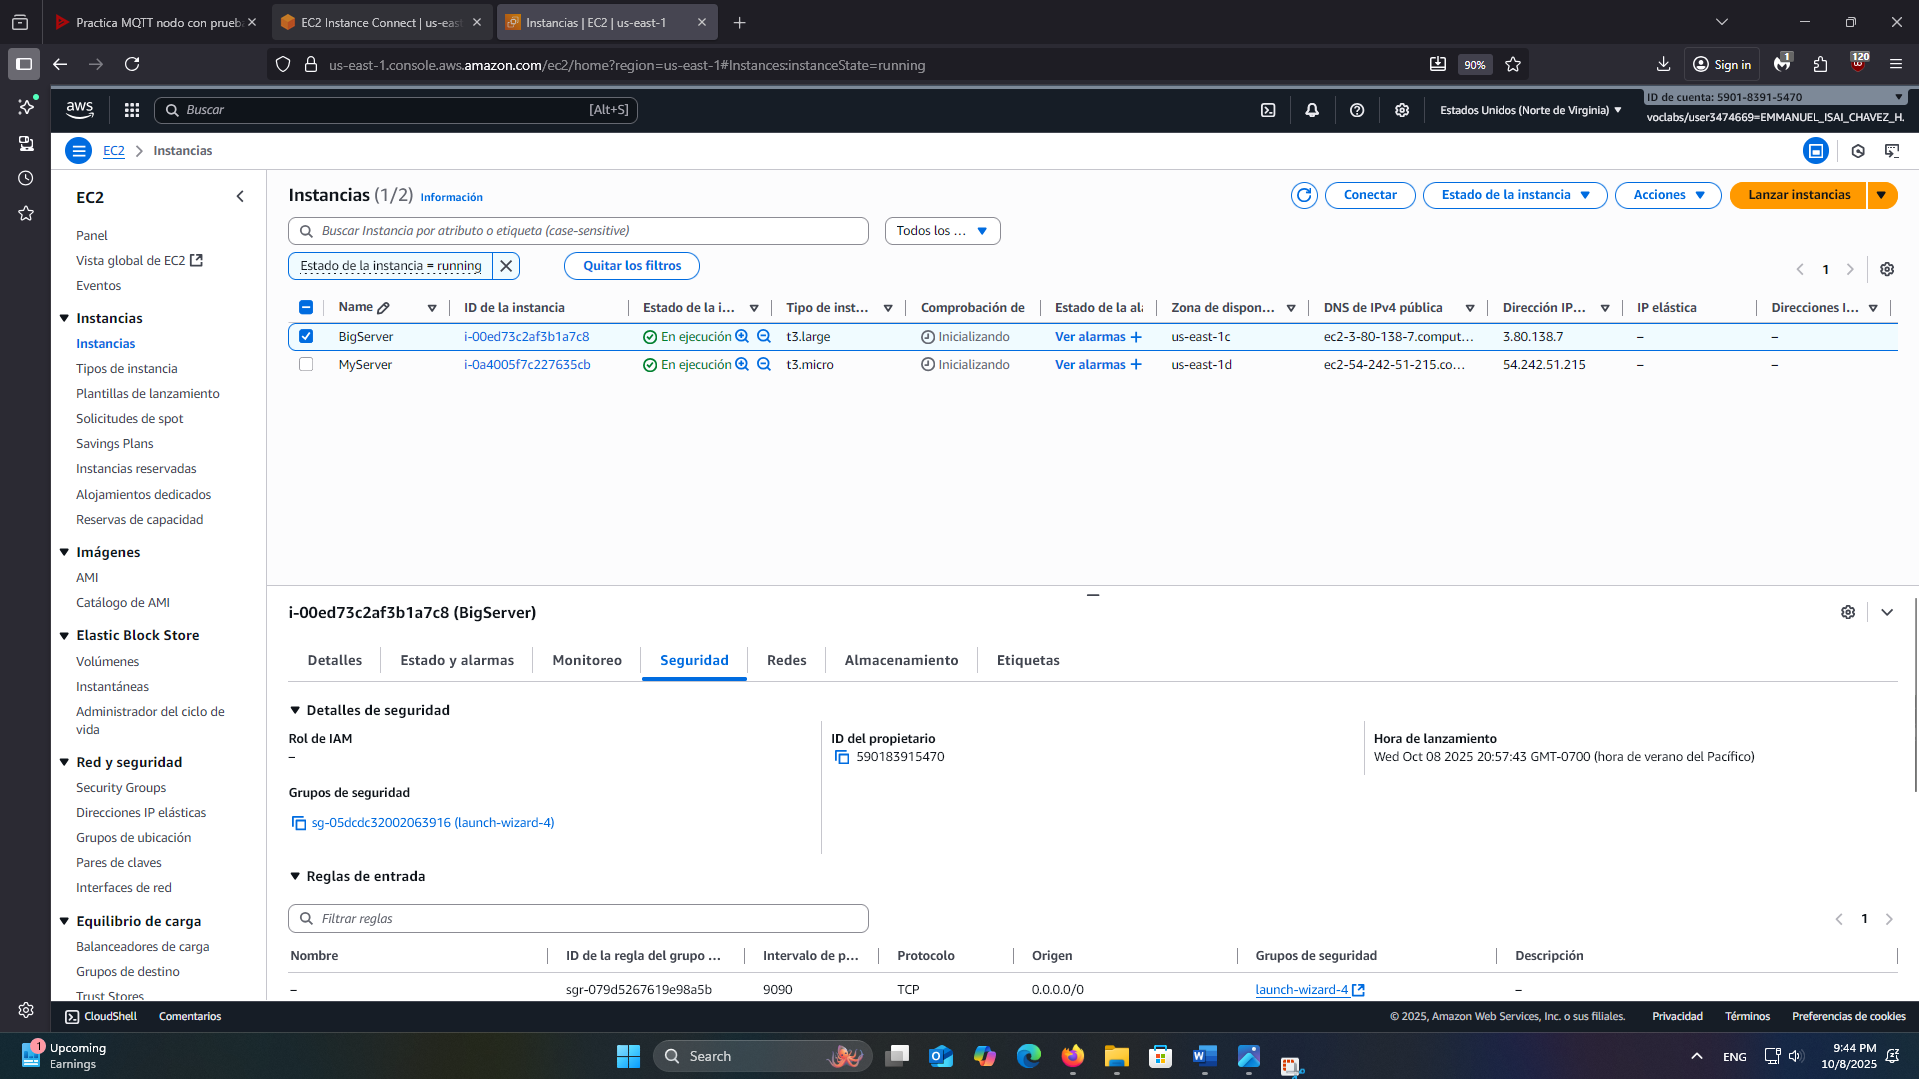 Practica MQTT nodo con prueb
EC2 Instance Connect | us-eas
Instancias | EC2 | us-east-1
us-east-1.console.aws.amazon.com/ec2/home?region=us-east-1#Instances:instanceState=running
90%
Sign in
1
120
aws
Buscar
[Alt+S]
Estados Unidos (Norte de Virginia)
ID de cuenta: 5901-8391-5470
voclabs/user3474669=EMMANUEL_ISAI_CHAVEZ_H.
EC2
Instancias
EC2
Panel
Vista global de EC2
Eventos
Instancias
Instancias
Tipos de instancia
Plantillas de lanzamiento
Solicitudes de spot
Savings Plans
Instancias reservadas
Alojamientos dedicados
Reservas de capacidad
Imágenes
AMI
Catálogo de AMI
Elastic Block Store
Volúmenes
Instantáneas
Administrador del ciclo de
vida
Red y seguridad
Security Groups
Direcciones IP elásticas
Grupos de ubicación
Pares de claves
Interfaces de red
Equilibrio de carga
Balanceadores de carga
Grupos de destino
Trust Stores
Instancias (1/2) Información
Conectar
Estado de la instancia
Acciones
Lanzar instancias
Buscar Instancia por atributo o etiqueta (case-sensitive)
Todos los ...
Estado de la instancia = running
Quitar los filtros
1
Name ID de la instancia Estado de la i... Tipo de inst... Comprobación de Estado de la ala Zona de dispon... DNS de IPv4 pública Dirección IP... IP elástica Direcciones I...
BigServer i-00ed73c2af3b1a7c8 En ejecución t3.large Inicializando Ver alarmas + us-east-1c ec2-3-80-138-7.comput... 3.80.138.7 – –
MyServer i-0a4005f7c227635cb En ejecución t3.micro Inicializando Ver alarmas + us-east-1d ec2-54-242-51-215.co... 54.242.51.215 – –
i-00ed73c2af3b1a7c8 (BigServer)
Detalles
Estado y alarmas
Monitoreo
Seguridad
Redes
Almacenamiento
Etiquetas
Detalles de seguridad
Rol de IAM
–
ID del propietario
590183915470
Hora de lanzamiento
Wed Oct 08 2025 20:57:43 GMT-0700 (hora de verano del Pacífico)
Grupos de seguridad
sg-05dcdc32002063916 (launch-wizard-4)
Reglas de entrada
Filtrar reglas
1
Nombre ID de la regla del grupo ... Intervalo de p... Protocolo Origen Grupos de seguridad Descripción
– sgr-079d5267619e98a5b 9090 TCP 0.0.0.0/0 launch-wizard-4 –
CloudShell
Comentarios
© 2025, Amazon Web Services, Inc. o sus filiales.
Privacidad
Términos
Preferencias de cookies
1
Upcoming
Earnings
Search
ENG
9:44 PM
10/8/2025